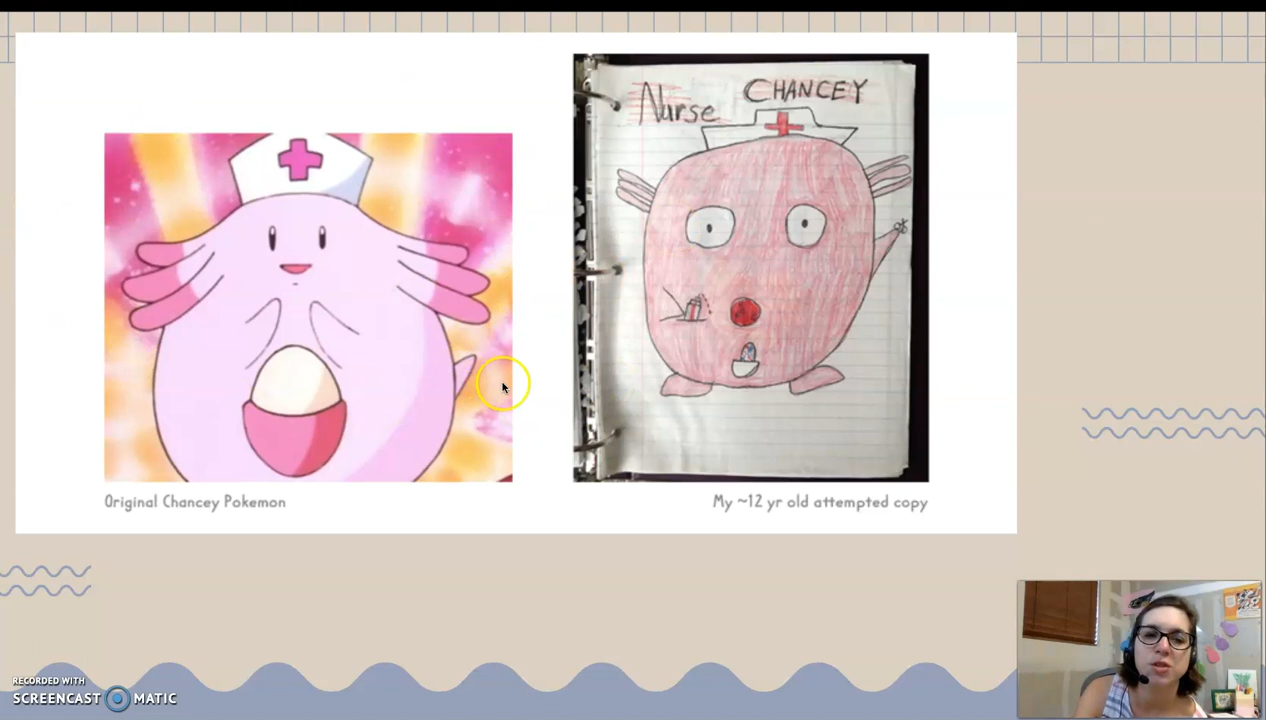 Nurse CHANCEY
Original Chancey Pokemon
My ~12 yr old attempted copy
RECORDED WITH
SCREENCAST MATIC